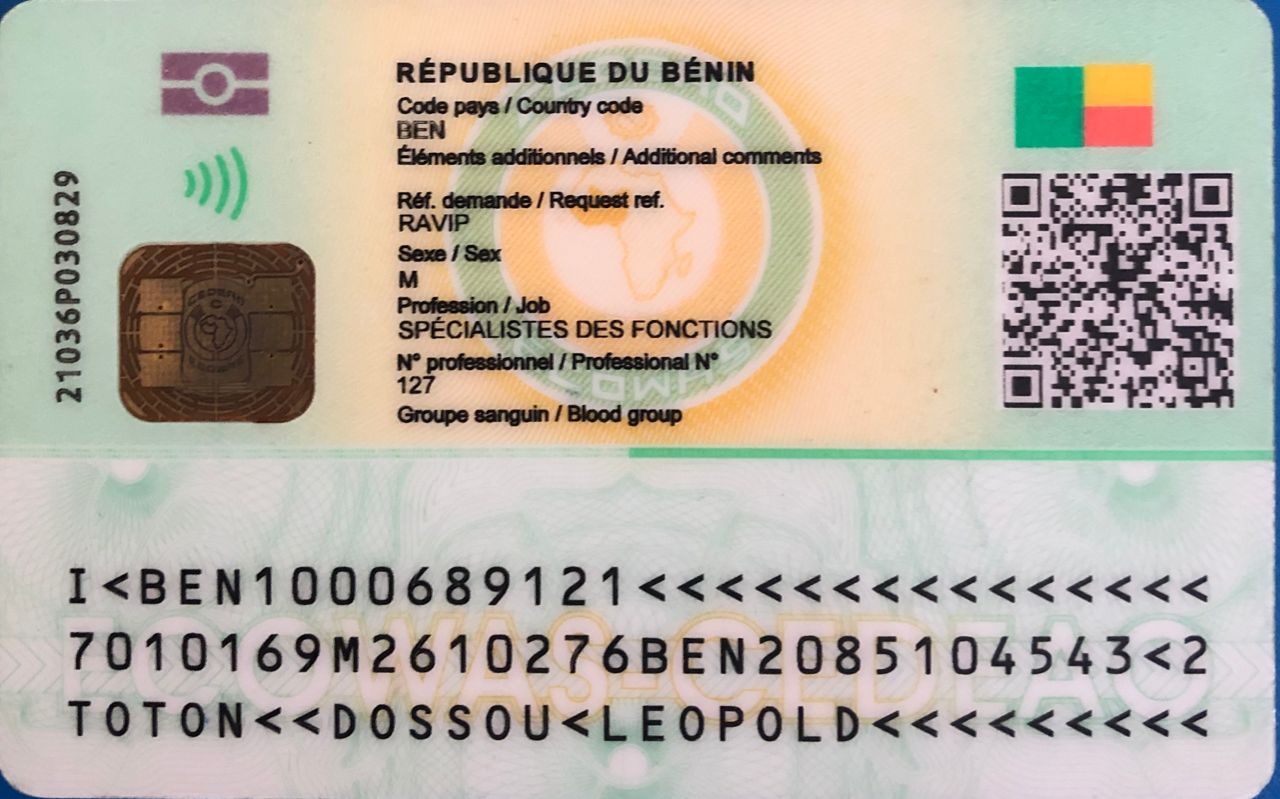 RÉPUBLIQUE DU BÉNIN
Code pays / Country code
BEN
Éléments additionnels / Additional comments
Réf. demande / Request ref.
RAVIP
Sexe / Sex
M
Profession / Job
SPÉCIALISTES DES FONCTIONS
N° professionnel / Professional N°
127
Groupe sanguin / Blood group
21036P030829
CEDEAO
ECOWAS-CEDEAO
I<BEN1000689121<<<<<<<<<<<<<<<
7010169M2610276BEN2085104543<2
TOTON<<DOSSOU<LEOPOLD<<<<<<<<<